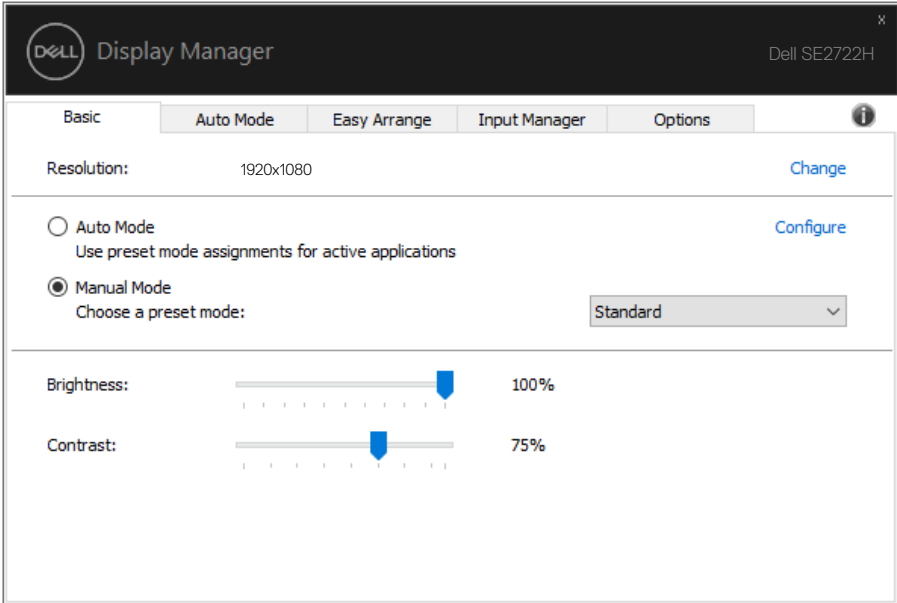 x
DELL Display Manager
Dell SE2722H
Basic Auto Mode Easy Arrange Input Manager Options i
Resolution: 1920x1080 Change
Auto Mode Configure
Use preset mode assignments for active applications
Manual Mode
Choose a preset mode: Standard
Brightness: 100%
Contrast: 75%